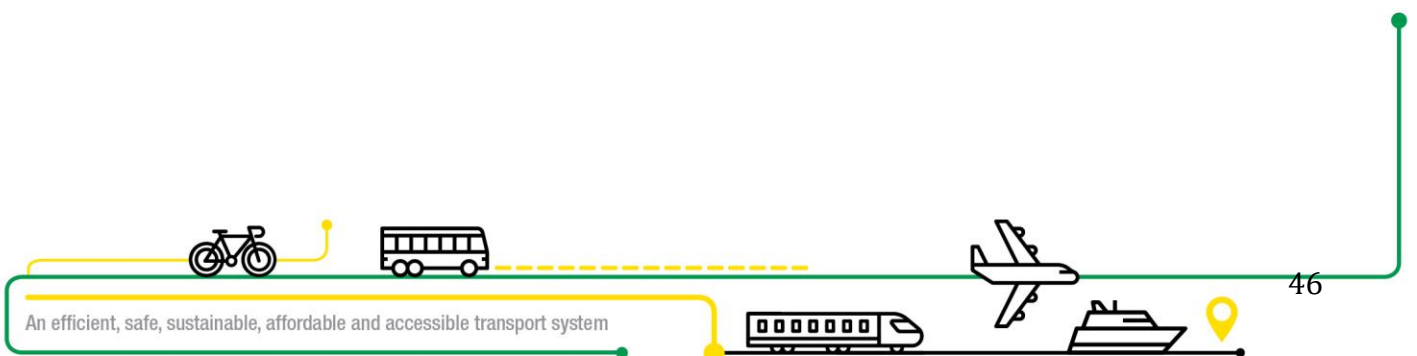 46
An efficient, safe, sustainable, affordable and accessible transport system